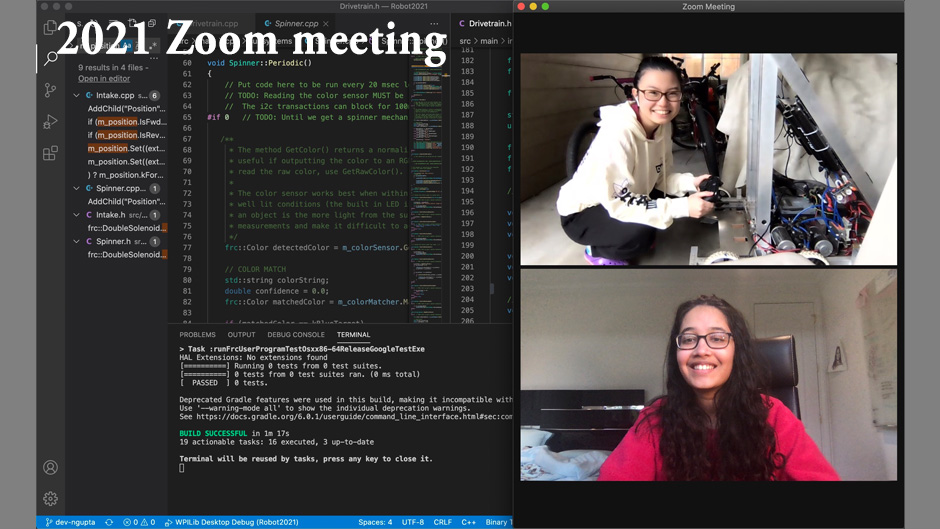 Drivetrain.h — Robot2021
Zoom Meeting
2021 Zoom meeting
Drivetrain.cpp
Spinner.cpp
Drivetrain.h
src > main >
9 results in 4 files -
Open in editor
Intake.cpp s... 6
AddChild("Position"...
if (m_position.IsFwd
if (m_position.IsRev
m_position.Set((ext...
m_position.Set((ext...
) ? m_position.kFor...
Spinner.cpp... 1
AddChild("Position"...
Intake.h src/... 1
frc::DoubleSolenoid...
Spinner.h s... 1
frc::DoubleSolenoid...
60 void Spinner::Periodic()
61 {
62 // Put code here to be run every 20 msec l
63 // TODO: Reading the color sensor MUST be
64 // The i2c transactions can block for 100
65 #if 0 // TODO: Until we get a spinner mechan
66
67 /**
68 * The method GetColor() returns a normali
69 * useful if outputting the color to an RG
70 * read the raw color, use GetRawColor().
71 *
72 * The color sensor works best when within
73 * well lit conditions (the built in LED i
74 * an object is the more light from the su
75 * measurements and make it difficult to a
76 */
77 frc::Color detectedColor = m_colorSensor.G
78
79 // COLOR MATCH
80 std::string colorString;
81 double confidence = 0.0;
82 frc::Color matchedColor = m_colorMatcher.M
83
84 if (matchedColor == kBlueTarget)
181
182 f
183
184 f
185 f
186
187 s
188 u
189
190 f
191 f
192 f
193 f
194 f
195
196 v
197 v
198 v
199
200 v
201 v
202 v
203
204 /
205 v
206
PROBLEMS OUTPUT DEBUG CONSOLE TERMINAL
> Task :runFrcUserProgramTestOsxx86-64ReleaseGoogleTestExe
HAL Extensions: No extensions found
[==========] Running 0 tests from 0 test suites.
[==========] 0 tests from 0 test suites ran. (0 ms total)
[ PASSED ] 0 tests.
Deprecated Gradle features were used in this build, making it incompatible with
Use '--warning-mode all' to show the individual deprecation warnings.
See https://docs.gradle.org/6.0.1/userguide/command_line_interface.html#sec:com
BUILD SUCCESSFUL in 1m 17s
19 actionable tasks: 16 executed, 3 up-to-date
Terminal will be reused by tasks, press any key to close it.
dev-ngupta 0 0 WPILib Desktop Debug (Robot2021) Spaces: 4 UTF-8 CRLF C++ Binary